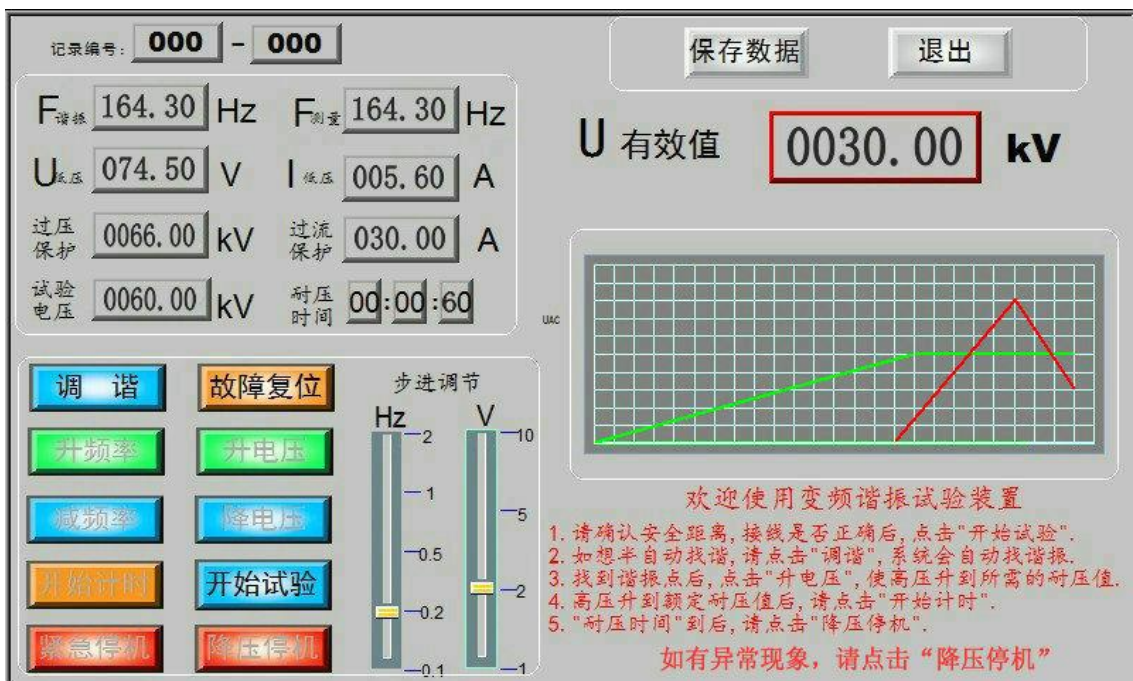 记录编号: 000 - 000
保存数据 退出
F谐振 164.30 Hz F测量 164.30 Hz
U有效值 0030.00 kV
U低压 074.50 V I低压 005.60 A
过压保护 0066.00 kV 过流保护 030.00 A
试验电压 0060.00 kV 耐压时间 00:00:60
UAC
调 谐 故障复位 步进调节
Hz V
升频率 升电压 2 10
减频率 降电压 1 5
0.5
开始计时 开始试验 0.2 2
紧急停机 降压停机 0.1 1
欢迎使用变频谐振试验装置
1. 请确认安全距离,接线是否正确后,点击"开始试验".
2. 如想半自动找谐,请点击"调谐",系统会自动找谐振.
3. 找到谐振点后,点击"升电压",使高压升到所需的耐压值.
4. 高压升到额定耐压值后,请点击"开始计时".
5. "耐压时间"到后,请点击"降压停机".
如有异常现象，请点击“降压停机”